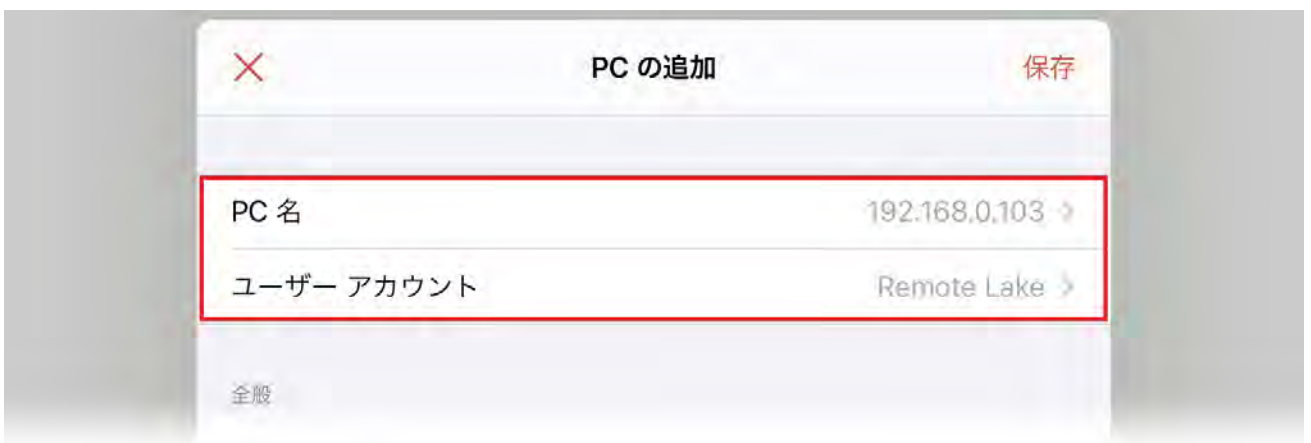 PC の追加
保存
PC 名 192.168.0.103
ユーザー アカウント Remote Lake
全般